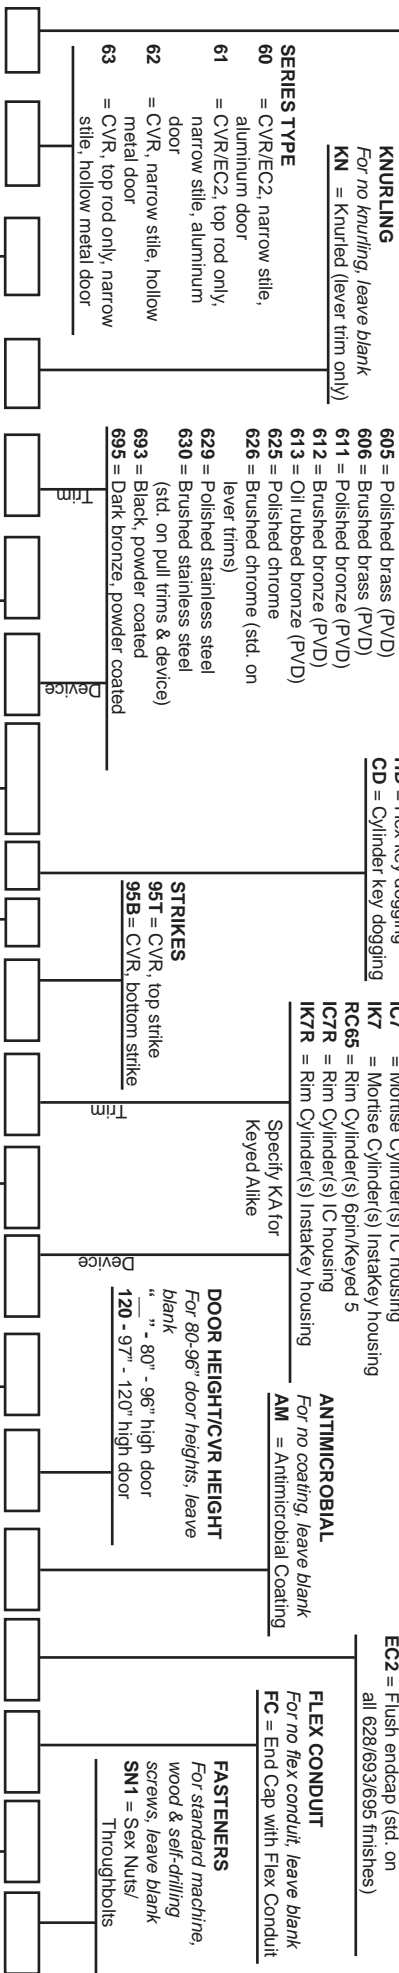 KNURLING
For no knurling, leave blank
KN = Knurled (lever trim only)
SERIES TYPE
60 = CVR/EC2, narrow stile,
aluminum door
61 = CVR/EC2, top rod only,
narrow stile, aluminum
door
62 = CVR, narrow stile, hollow
metal door
63 = CVR, top rod only, narrow
stile, hollow metal door
605 = Polished brass (PVD)
606 = Brushed brass (PVD)
611 = Polished bronze (PVD)
612 = Brushed bronze (PVD)
613 = Oil rubbed bronze (PVD)
625 = Polished chrome
626 = Brushed chrome (std. on
lever trims)
629 = Polished stainless steel
630 = Brushed stainless steel
(std. on pull trims & device)
693 = Black, powder coated
695 = Dark bronze, powder coated
Trim
Device
CD = Cylinder key dogging
STRIKES
95T = CVR, top strike
95B = CVR, bottom strike
IC7 = Mortise Cylinder(s) IC housing
IK7 = Mortise Cylinder(s) InstaKey housing
RC65 = Rim Cylinder(s) 6pin/Keyed 5
IC7R = Rim Cylinder(s) IC housing
IK7R = Rim Cylinder(s) InstaKey housing
Specify KA for
Keyed Alike
Trim
Device
DOOR HEIGHT/CVR HEIGHT
For 80-96" door heights, leave
blank
"__" - 80" - 96" high door
120 - 97" - 120" high door
ANTIMICROBIAL
For no coating, leave blank
AM = Antimicrobial Coating
EC2 = Flush endcap (std. on
all 628/693/695 finishes)
FLEX CONDUIT
For no flex conduit, leave blank
FC = End Cap with Flex Conduit
FASTENERS
For standard machine,
wood & self-drilling
screws, leave blank
SN1 = Sex Nuts/
Throughbolts